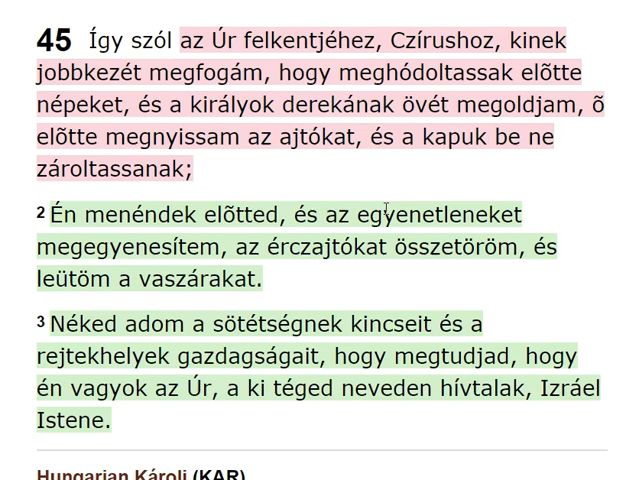 45 Így szól az Úr felkentjéhez, Czírushoz, kinek
jobbkezét megfogám, hogy meghódoltassak elõtte
népeket, és a királyok derekának övét megoldjam, õ
elõtte megnyissam az ajtókat, és a kapuk be ne
zároltassanak;
2 Én menéndek elõtted, és az egyenetleneket
megegyenesítem, az érczajtókat összetöröm, és
leütöm a vaszárakat.
3 Néked adom a sötétségnek kincseit és a
rejtekhelyek gazdagságait, hogy megtudjad, hogy
én vagyok az Úr, a ki téged neveden hívtalak, Izráel
Istene.
Hungarian Károli (KAR)